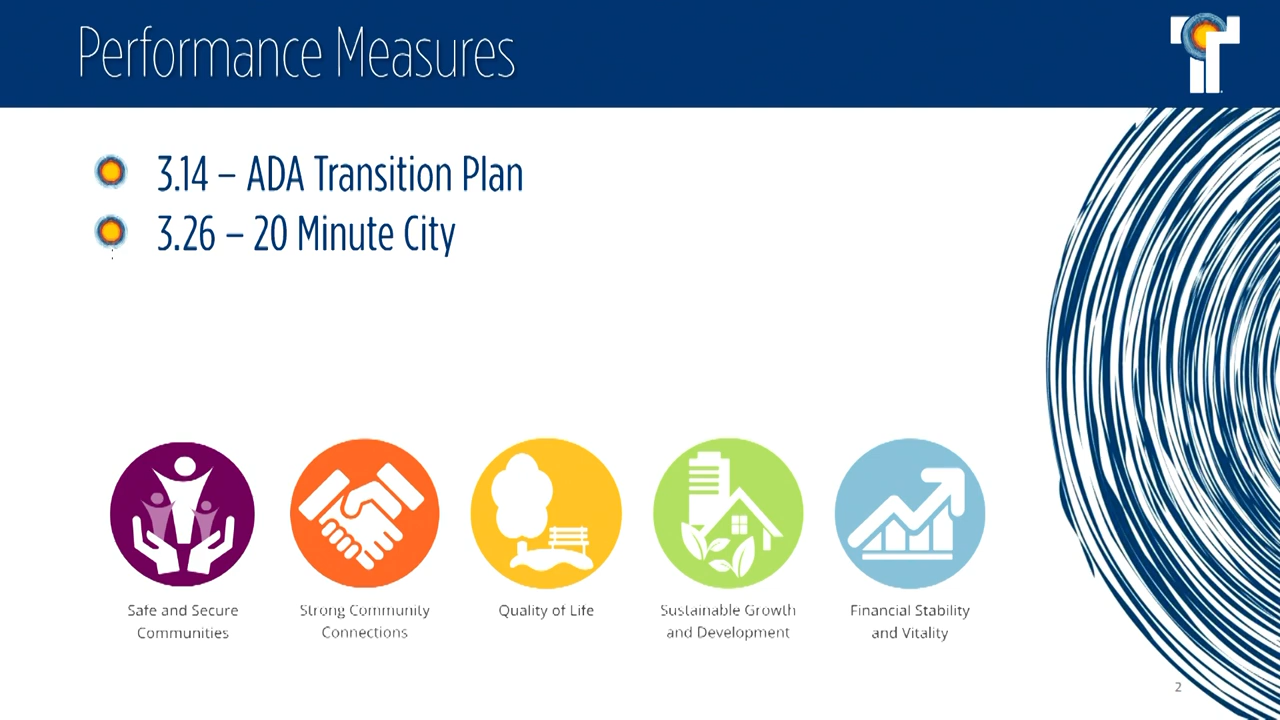 Performance Measures
3.14 – ADA Transition Plan
3.26 – 20 Minute City
Safe and Secure
Communities
Strong Community
Connections
Quality of Life
Sustainable Growth
and Development
Financial Stability
and Vitality
2